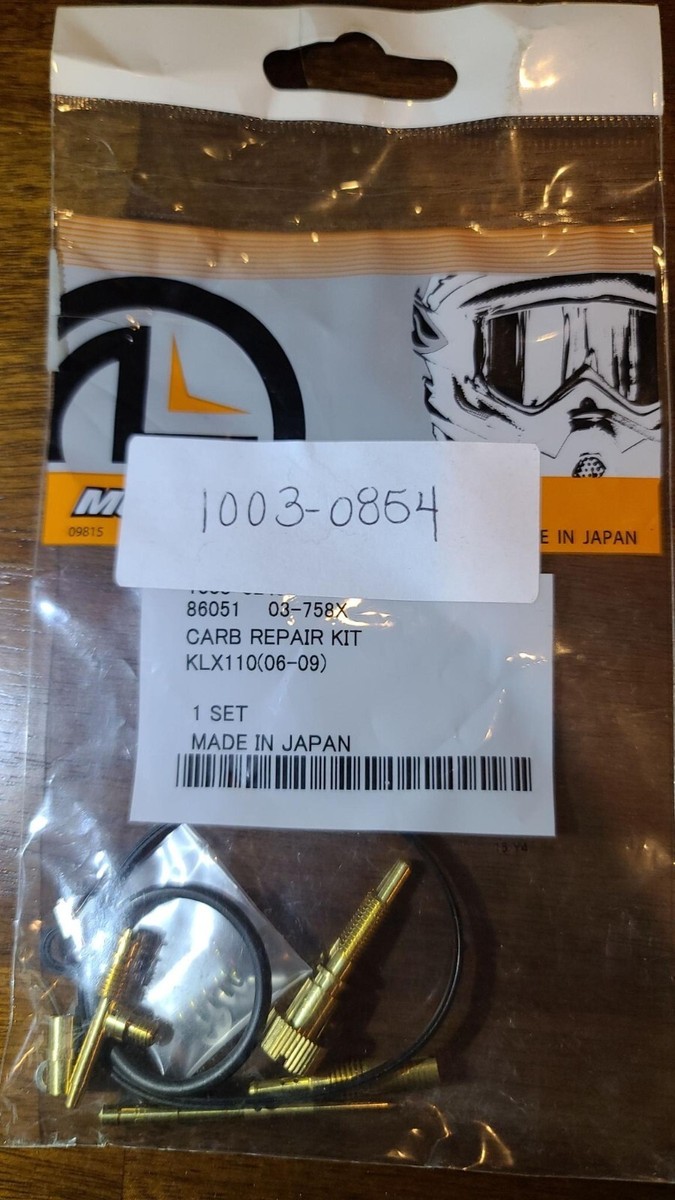 1003-0854
09815
E IN JAPAN
86051 03-758X
CARB REPAIR KIT
KLX110(06-09)
1 SET
MADE IN JAPAN